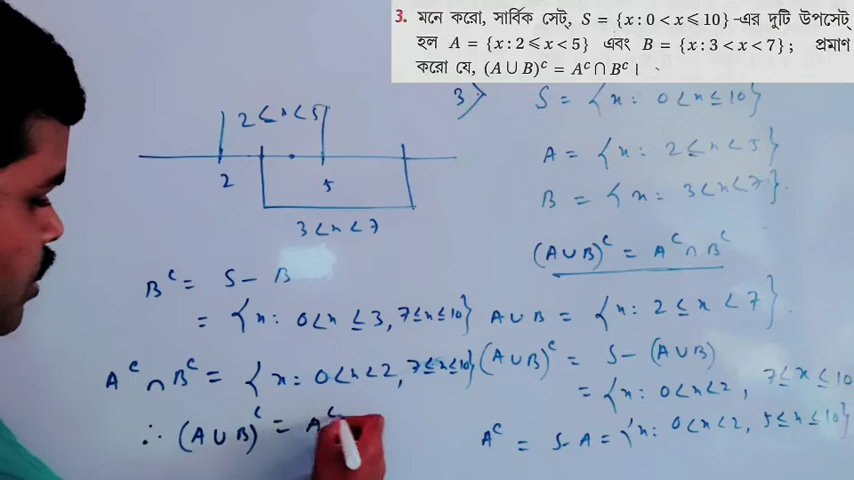 3. মনে করো, সার্বিক সেট, S = {x : 0 < x ⩽ 10} -এর দুটি উপসেট
হল A = {x : 2 ⩽ x < 5} এবং B = {x : 3 < x < 7} ; প্রমাণ
করো যে, (A ∪ B)ᶜ = Aᶜ ∩ Bᶜ ।
3) S = {x : 0 < x ≤ 10}
A = {x : 2 ≤ x < 5}
B = {x : 3 < x < 7}.
(A∪B)ᶜ = Aᶜ ∩ Bᶜ
A∪B = {x : 2 ≤ x < 7}.
(A∪B)ᶜ = S − (A∪B)
= {x : 0 < x < 2, 7 ≤ x ≤ 10
Aᶜ = S-A = {x : 0 < x < 2, 5 ≤ x ≤ 10}
2 ≤ x < 5
2 5
3 < x < 7
Bᶜ = S − B
= {x : 0 < x ≤ 3, 7 ≤ x ≤ 10}
Aᶜ ∩ Bᶜ = {x : 0 < x < 2, 7 ≤ x ≤ 10}
∴ (A∪B)ᶜ = Aᶜ